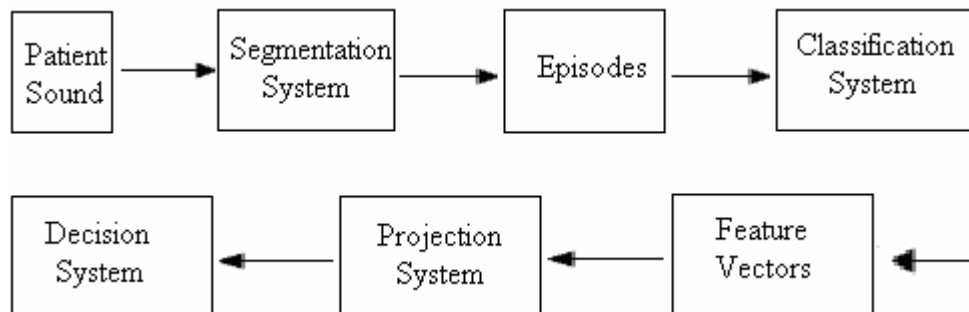 Patient
Sound
Segmentation
System
Episodes
Classification
System
Decision
System
Projection
System
Feature
Vectors